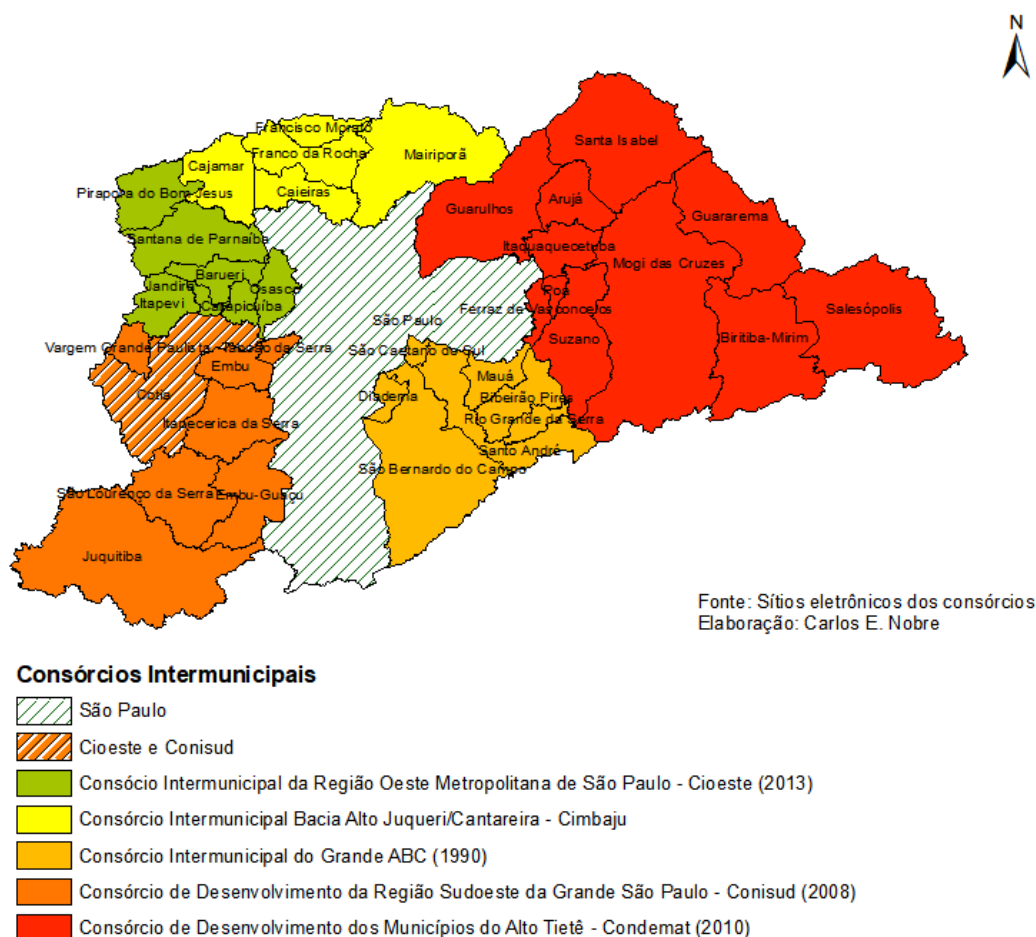 N
Francisco Morato
Santa Isabel
Cajamar
Franco da Rocha
Mairiporã
Pirapora do Bom Jesus
Caieiras
Guarulhos
Arujá
Guararema
Santana de Parnaíba
Itaquaquecetuba
Mogi das Cruzes
Barueri
Jandira
Osasco
Itapevi
Carapicuíba
Poá
Ferraz de Vasconcelos
Salesópolis
São Paulo
Suzano
Biritiba-Mirim
Vargem Grande Paulista
Taboão da Serra
São Caetano do Sul
Embu
Mauá
Cotia
Diadema
Ribeirão Pires
Itapecerica da Serra
Rio Grande da Serra
Santo André
São Bernardo do Campo
São Lourenço da Serra
Embu-Guaçu
Juquitiba
Fonte: Sítios eletrônicos dos consórcios
Elaboração: Carlos E. Nobre
Consórcios Intermunicipais
São Paulo
Cioeste e Conisud
Consócio Intermunicipal da Região Oeste Metropolitana de São Paulo - Cioeste (2013)
Consórcio Intermunicipal Bacia Alto Juqueri/Cantareira - Cimbaju
Consórcio Intermunicipal do Grande ABC (1990)
Consórcio de Desenvolvimento da Região Sudoeste da Grande São Paulo - Conisud (2008)
Consórcio de Desenvolvimento dos Municípios do Alto Tietê - Condemat (2010)